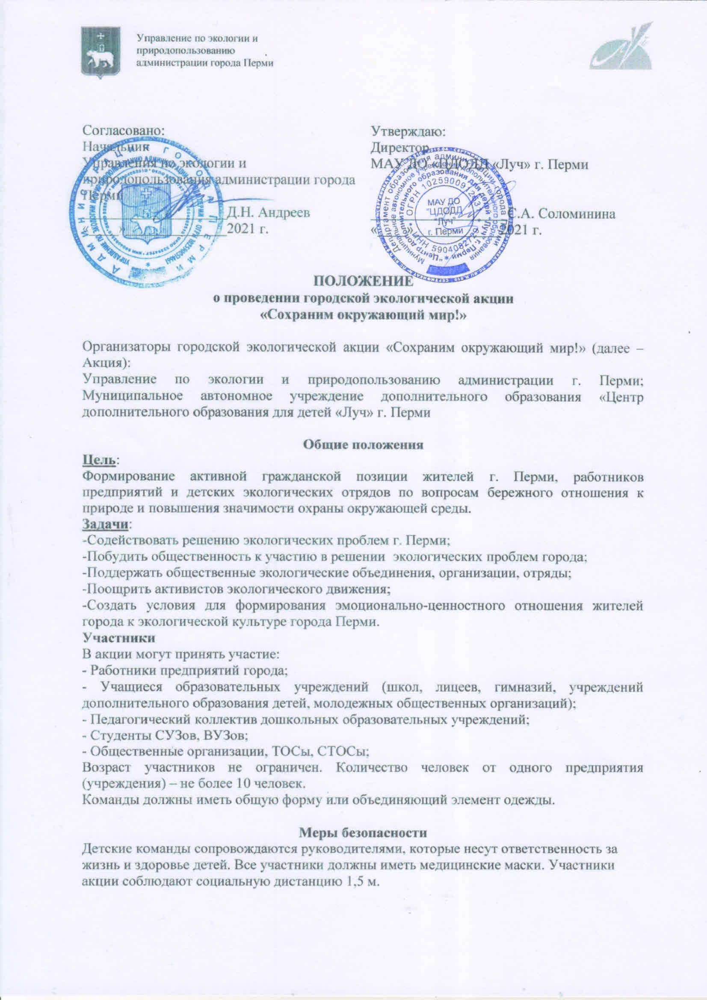 Управление по экологии и
природопользованию
администрации города Перми
Согласовано:
Начальник
Управления по экологии и
природопользования администрации города
Перми
Д.Н. Андреев
«____»______________2021 г.
Утверждаю:
Директор
МАУ ДО «ЦДОДД «Луч» г. Перми
С.А. Соломинина
«____»____________2021 г.
МАУ ДО
"ЦДОДД
"Луч"
г. Перми
ПОЛОЖЕНИЕ
о проведении городской экологической акции
«Сохраним окружающий мир!»
Организаторы городской экологической акции «Сохраним окружающий мир!» (далее –
Акция):
Управление по экологии и природопользованию администрации г. Перми;
Муниципальное автономное учреждение дополнительного образования «Центр
дополнительного образования для детей «Луч» г. Перми
Общие положения
Цель:
Формирование активной гражданской позиции жителей г. Перми, работников
предприятий и детских экологических отрядов по вопросам бережного отношения к
природе и повышения значимости охраны окружающей среды.
Задачи:
-Содействовать решению экологических проблем г. Перми;
-Побудить общественность к участию в решении экологических проблем города;
-Поддержать общественные экологические объединения, организации, отряды;
-Поощрить активистов экологического движения;
-Создать условия для формирования эмоционально-ценностного отношения жителей
города к экологической культуре города Перми.
Участники
В акции могут принять участие:
- Работники предприятий города;
- Учащиеся образовательных учреждений (школ, лицеев, гимназий, учреждений
дополнительного образования детей, молодежных общественных организаций);
- Педагогический коллектив дошкольных образовательных учреждений;
- Студенты СУЗов, ВУЗов;
- Общественные организации, ТОСы, СТОСы;
Возраст участников не ограничен. Количество человек от одного предприятия
(учреждения) – не более 10 человек.
Команды должны иметь общую форму или объединяющий элемент одежды.
Меры безопасности
Детские команды сопровождаются руководителями, которые несут ответственность за
жизнь и здоровье детей. Все участники должны иметь медицинские маски. Участники
акции соблюдают социальную дистанцию 1,5 м.